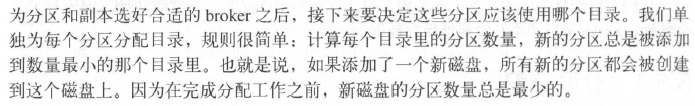 为分区和副本选好合适的 broker 之后，接下来要决定这些分区应该使用哪个目录。我们单
独为每个分区分配目录，规则很简单：计算每个目录里的分区数量，新的分区总是被添加
到数量最小的那个目录里。也就是说，如果添加了一个新磁盘，所有新的分区都会被创建
到这个磁盘上。因为在完成分配工作之前，新磁盘的分区数量总是最少的。